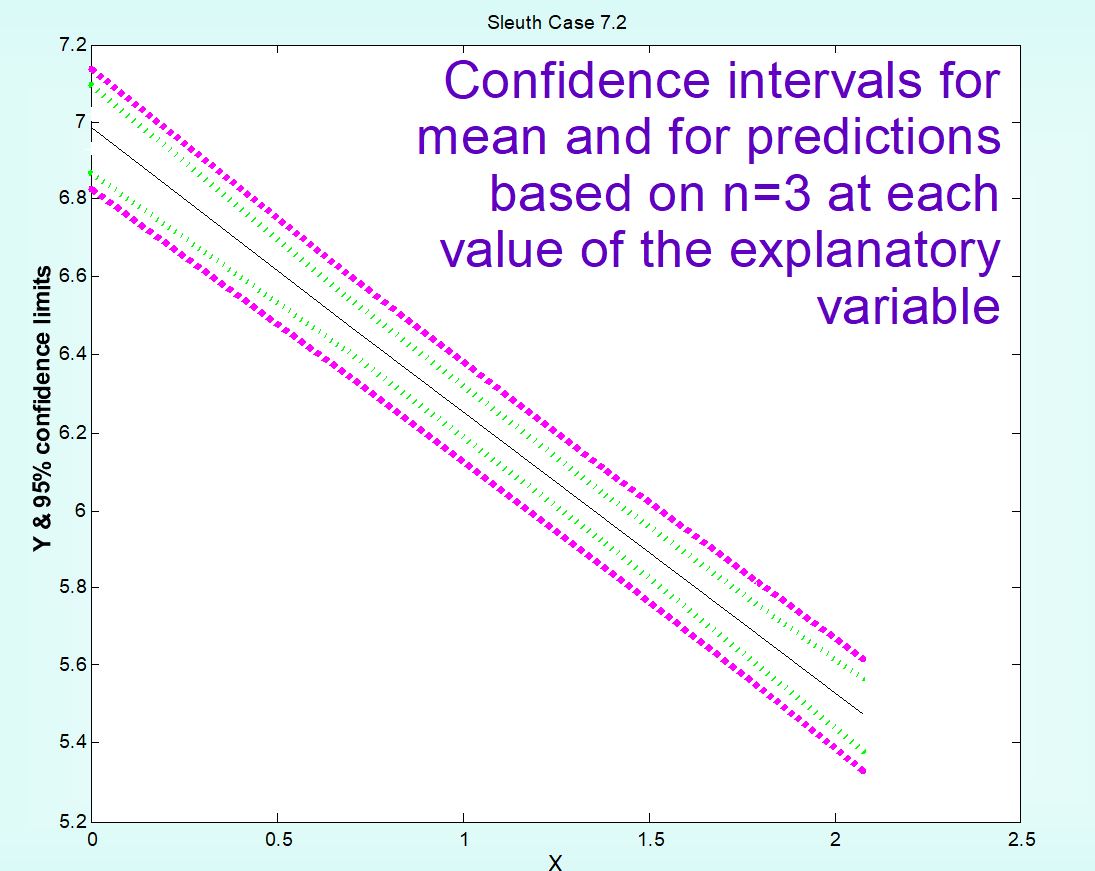 Sleuth Case 7.2
Confidence intervals for
mean and for predictions
based on n=3 at each
value of the explanatory
variable
Y & 95% confidence limits
7.2
7
6.8
6.6
6.4
6.2
6
5.8
5.6
5.4
5.2
0 0.5 1 1.5 2 2.5
X